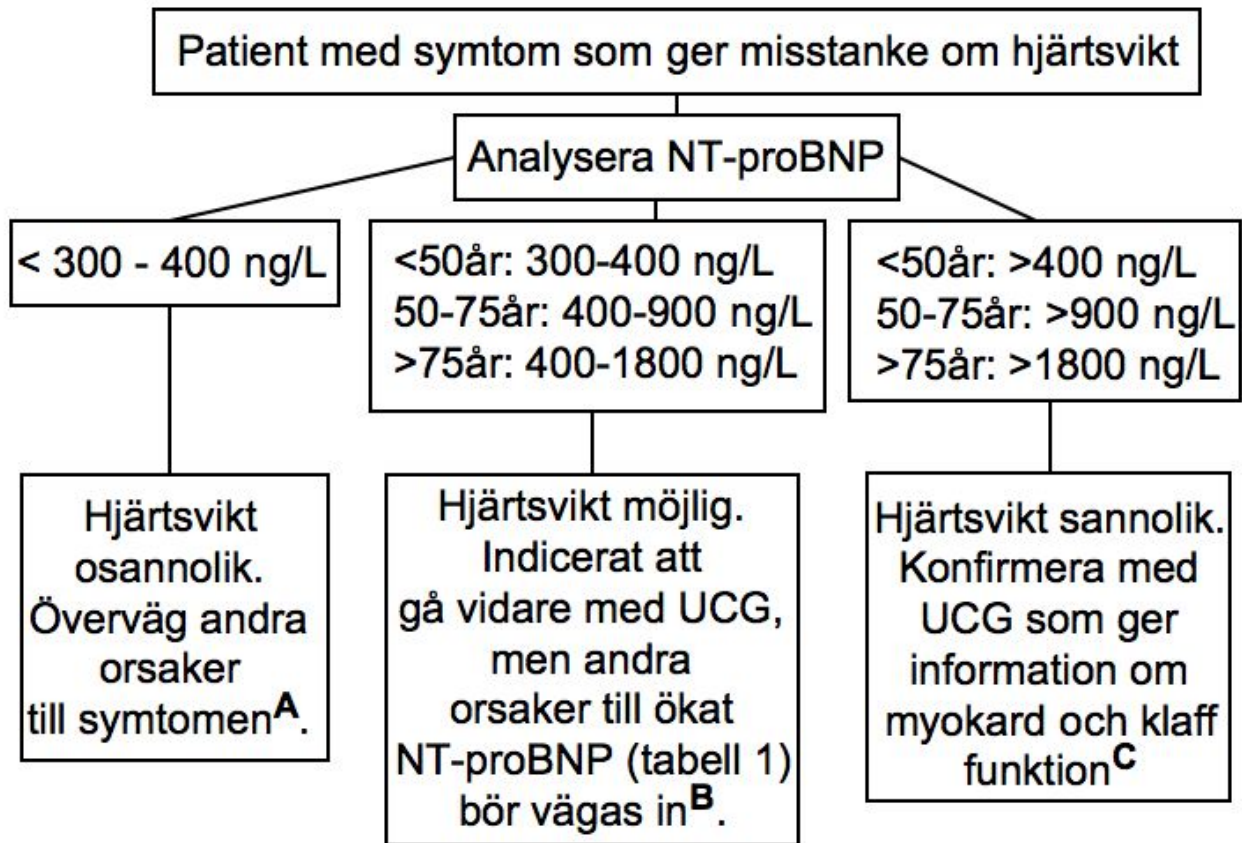 Patient med symtom som ger misstanke om hjärtsvikt
Analysera NT-proBNP
< 300 - 400 ng/L
<50år: 300-400 ng/L
50-75år: 400-900 ng/L
>75år: 400-1800 ng/L
<50år: >400 ng/L
50-75år: >900 ng/L
>75år: >1800 ng/L
Hjärtsvikt
osannolik.
Överväg andra
orsaker
till symtomenA.
Hjärtsvikt möjlig.
Indicerat att
gå vidare med UCG,
men andra
orsaker till ökat
NT-proBNP (tabell 1)
bör vägas inB.
Hjärtsvikt sannolik.
Konfirmera med
UCG som ger
information om
myokard och klaff
funktionC